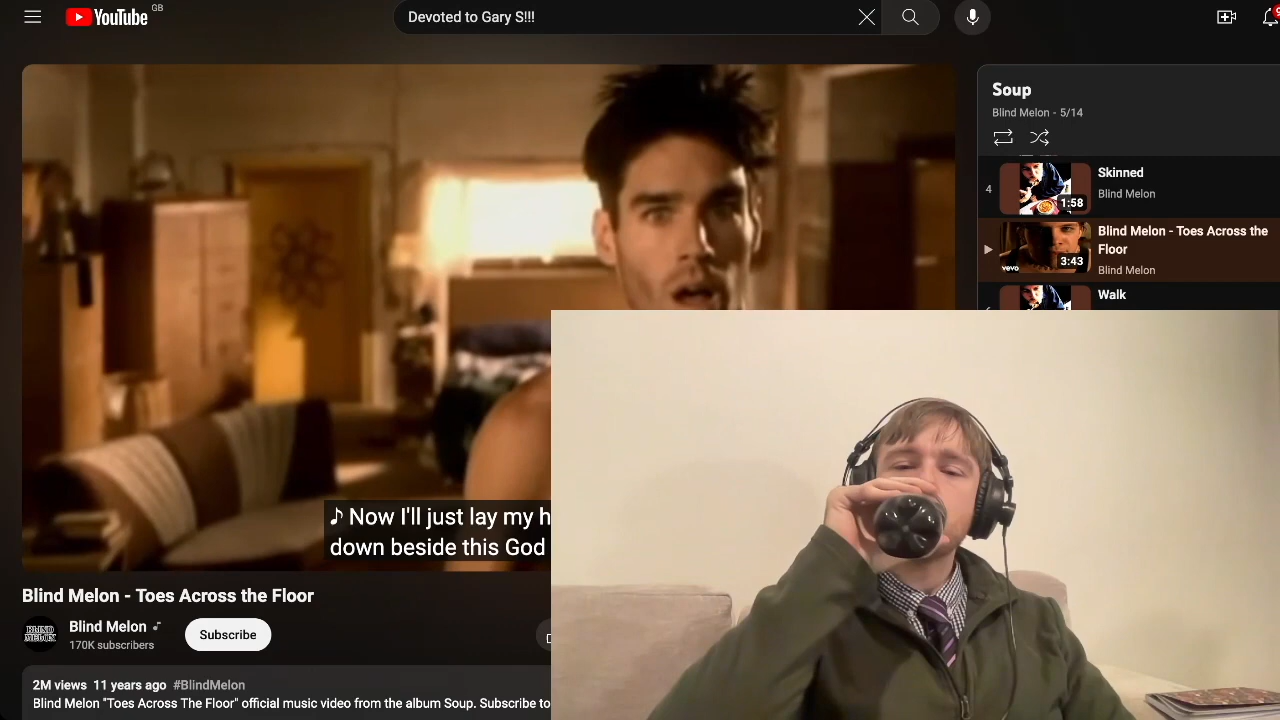 YouTube GB
Devoted to Gary S!!!
Soup
Blind Melon - 5/14
4
1:58
Skinned
Blind Melon
vevo
3:43
Blind Melon - Toes Across the
Floor
Blind Melon
Walk
♪ Now I'll just lay my h
down beside this God
Blind Melon - Toes Across the Floor
BLIND
MELON
Blind Melon
170K subscribers
Subscribe
2M views 11 years ago #BlindMelon
Blind Melon "Toes Across The Floor" official music video from the album Soup. Subscribe to